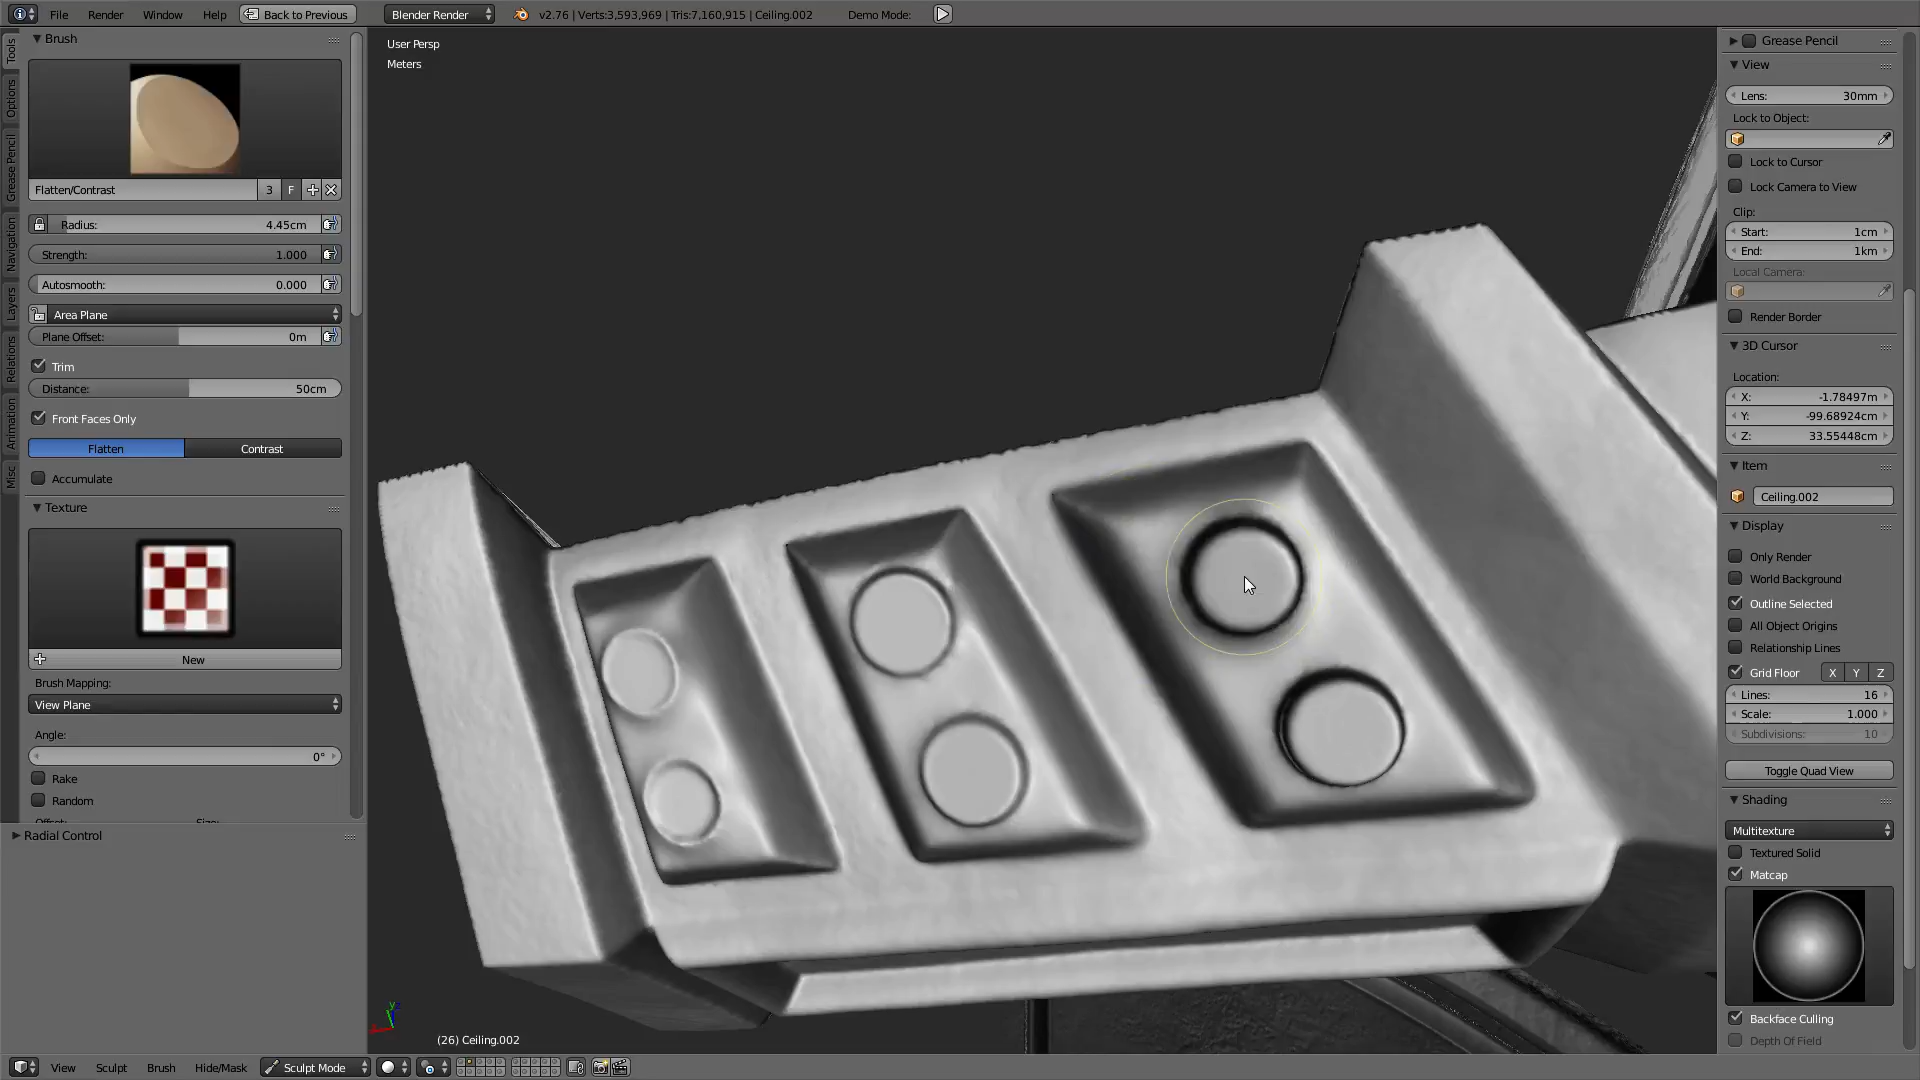 File Render Window Help Back to Previous Blender Render v2.76 | Verts:3,593,969 | Tris:7,160,915 | Ceiling.002 Demo Mode:
Tools
Options
Grease Pencil
Navigation
Layers
Relations
Animation
Misc
Brush
Flatten/Contrast 3 F
Radius: 4.45cm
Strength: 1.000
Autosmooth: 0.000
Area Plane
Plane Offset: 0m
Trim
Distance: 50cm
Front Faces Only
Flatten Contrast
Accumulate
Texture
New
Brush Mapping:
View Plane
Angle:
0°
Rake
Random
Offset: Size:
Radial Control
User Persp
Meters
(26) Ceiling.002
Grease Pencil
View
Lens: 30mm
Lock to Object:
Lock to Cursor
Lock Camera to View
Clip:
Start: 1cm
End: 1km
Local Camera:
Render Border
3D Cursor
Location:
X: -1.78497m
Y: -99.68924cm
Z: 33.55448cm
Item
Ceiling.002
Display
Only Render
World Background
Outline Selected
All Object Origins
Relationship Lines
Grid Floor X Y Z
Lines: 16
Scale: 1.000
Subdivisions: 10
Toggle Quad View
Shading
Multitexture
Textured Solid
Matcap
Backface Culling
Depth Of Field
View Sculpt Brush Hide/Mask Sculpt Mode